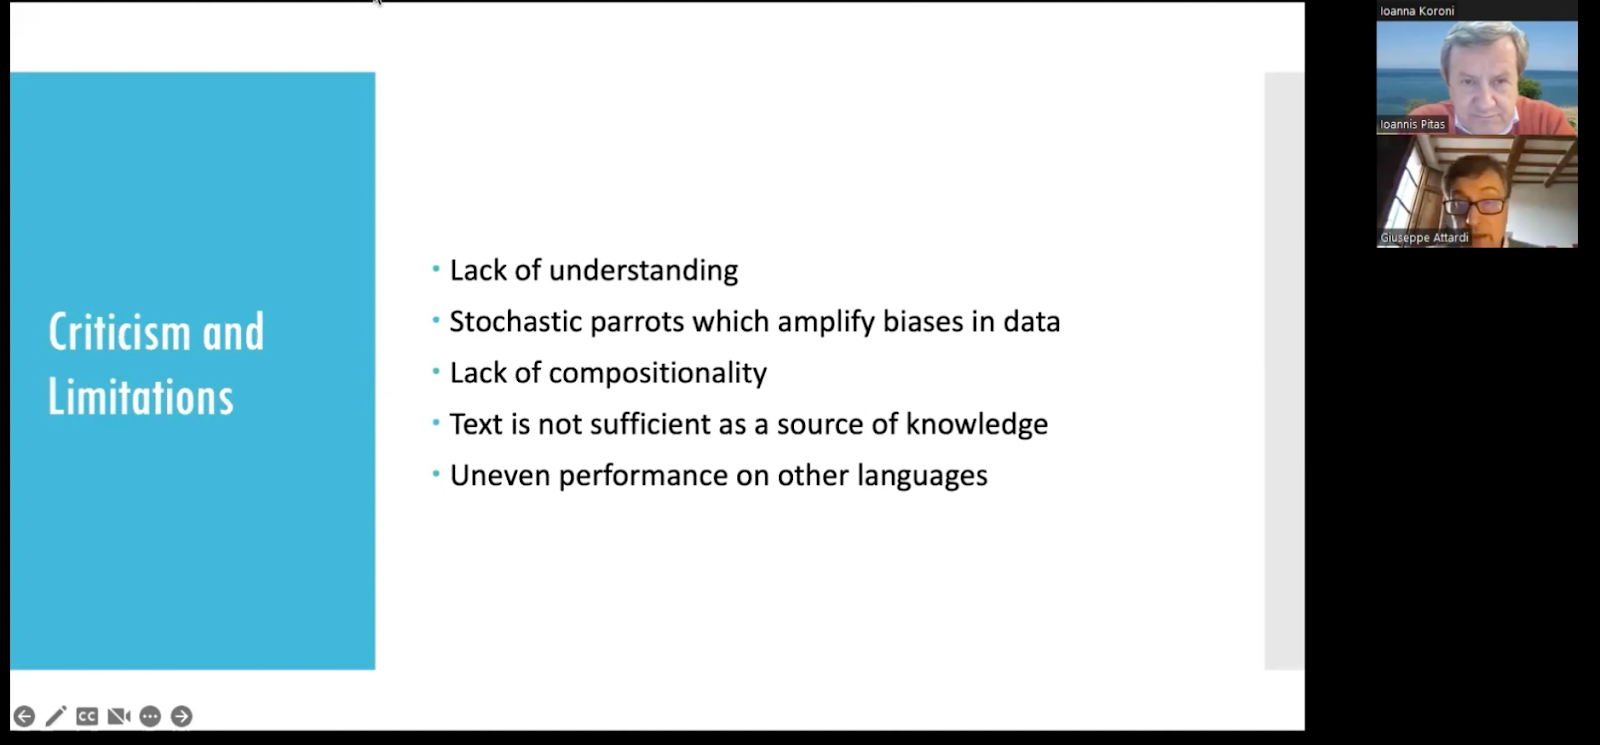 Criticism and
Limitations
• Lack of understanding
• Stochastic parrots which amplify biases in data
• Lack of compositionality
• Text is not sufficient as a source of knowledge
• Uneven performance on other languages
CC
Ioanna Koroni
Ioannis Pitas
Giuseppe Attardi